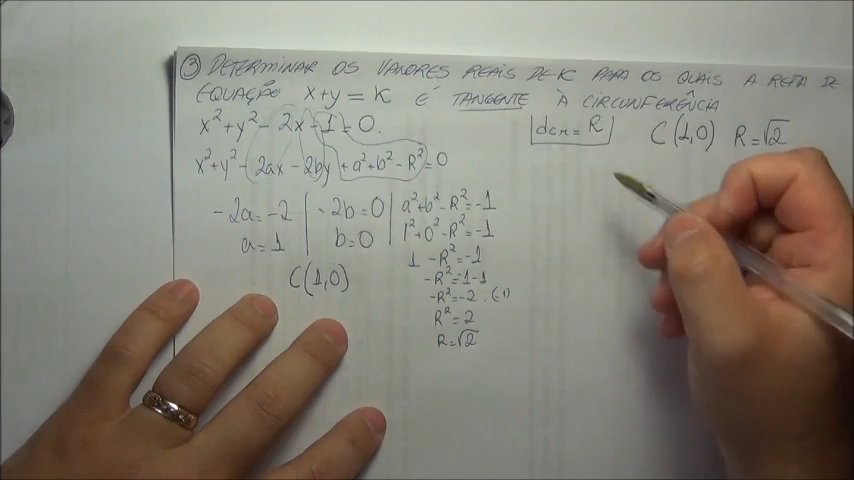 ③ DETERMINAR OS VALORES REAIS DE K PARA OS QUAIS A RETA DE
EQUAÇÃO x+y = K É TANGENTE À CIRCUNFERÊNCIA
x²+y²-2x-1=0.
x²+y²-2ax-2by+a²+b²-R²=0
-2a=-2
a=1
C(1,0)
-2b=0
b=0
a²+b²-R²=-1
1²+0²-R²=-1
1-R²=-1
-R²=-1-1
-R²=-2 .(-1)
R²=2
R=√2
dcr=R
C(1,0) R=√2